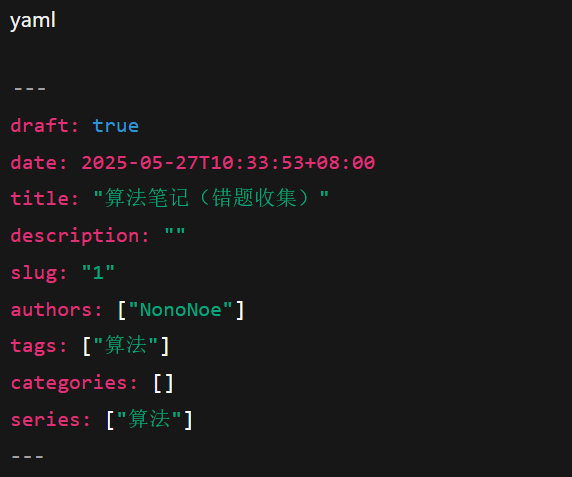 yaml
---
draft: true
date: 2025-05-27T10:33:53+08:00
title: "算法笔记（错题收集）"
description: ""
slug: "1"
authors: ["NonoNoe"]
tags: ["算法"]
categories: []
series: ["算法"]
---